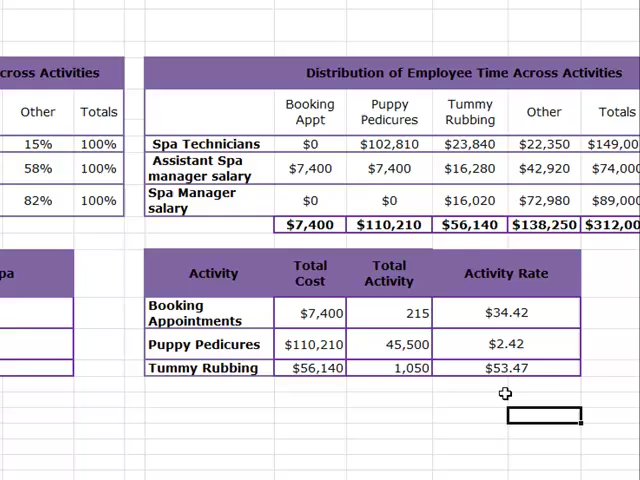 cross Activities
Other Totals
15% 100%
58% 100%
82% 100%
pa
Distribution of Employee Time Across Activities
Booking Appt Puppy Pedicures Tummy Rubbing Other Totals
Spa Technicians $0 $102,810 $23,840 $22,350 $149,00
Assistant Spa manager salary $7,400 $7,400 $16,280 $42,920 $74,000
Spa Manager salary $0 $0 $16,020 $72,980 $89,000
$7,400 $110,210 $56,140 $138,250 $312,00
Activity Total Cost Total Activity Activity Rate
Booking Appointments $7,400 215 $34.42
Puppy Pedicures $110,210 45,500 $2.42
Tummy Rubbing $56,140 1,050 $53.47